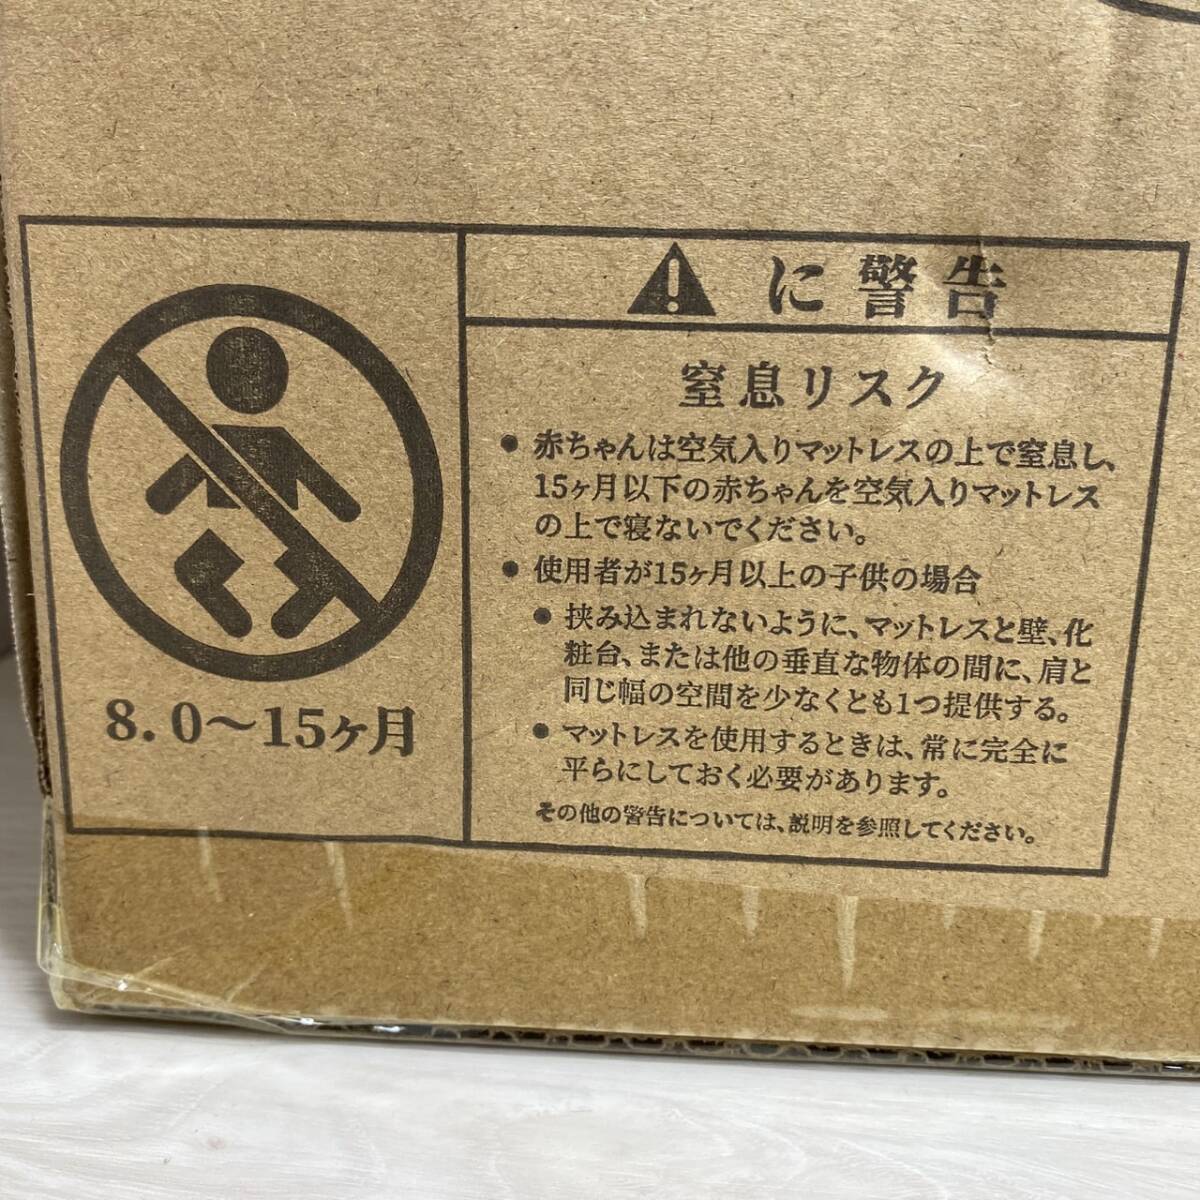 8.0〜15ヶ月
に警告
窒息リスク
• 赤ちゃんは空気入りマットレスの上で窒息し、
15ヶ月以下の赤ちゃんを空気入りマットレス
の上で寝ないでください。
• 使用者が15ヶ月以上の子供の場合
• 挟み込まれないように、マットレスと壁、化
粧台、または他の垂直な物体の間に、肩と
同じ幅の空間を少なくとも1つ提供する。
• マットレスを使用するときは、常に完全に
平らにしておく必要があります。
その他の警告については、説明を参照してください。